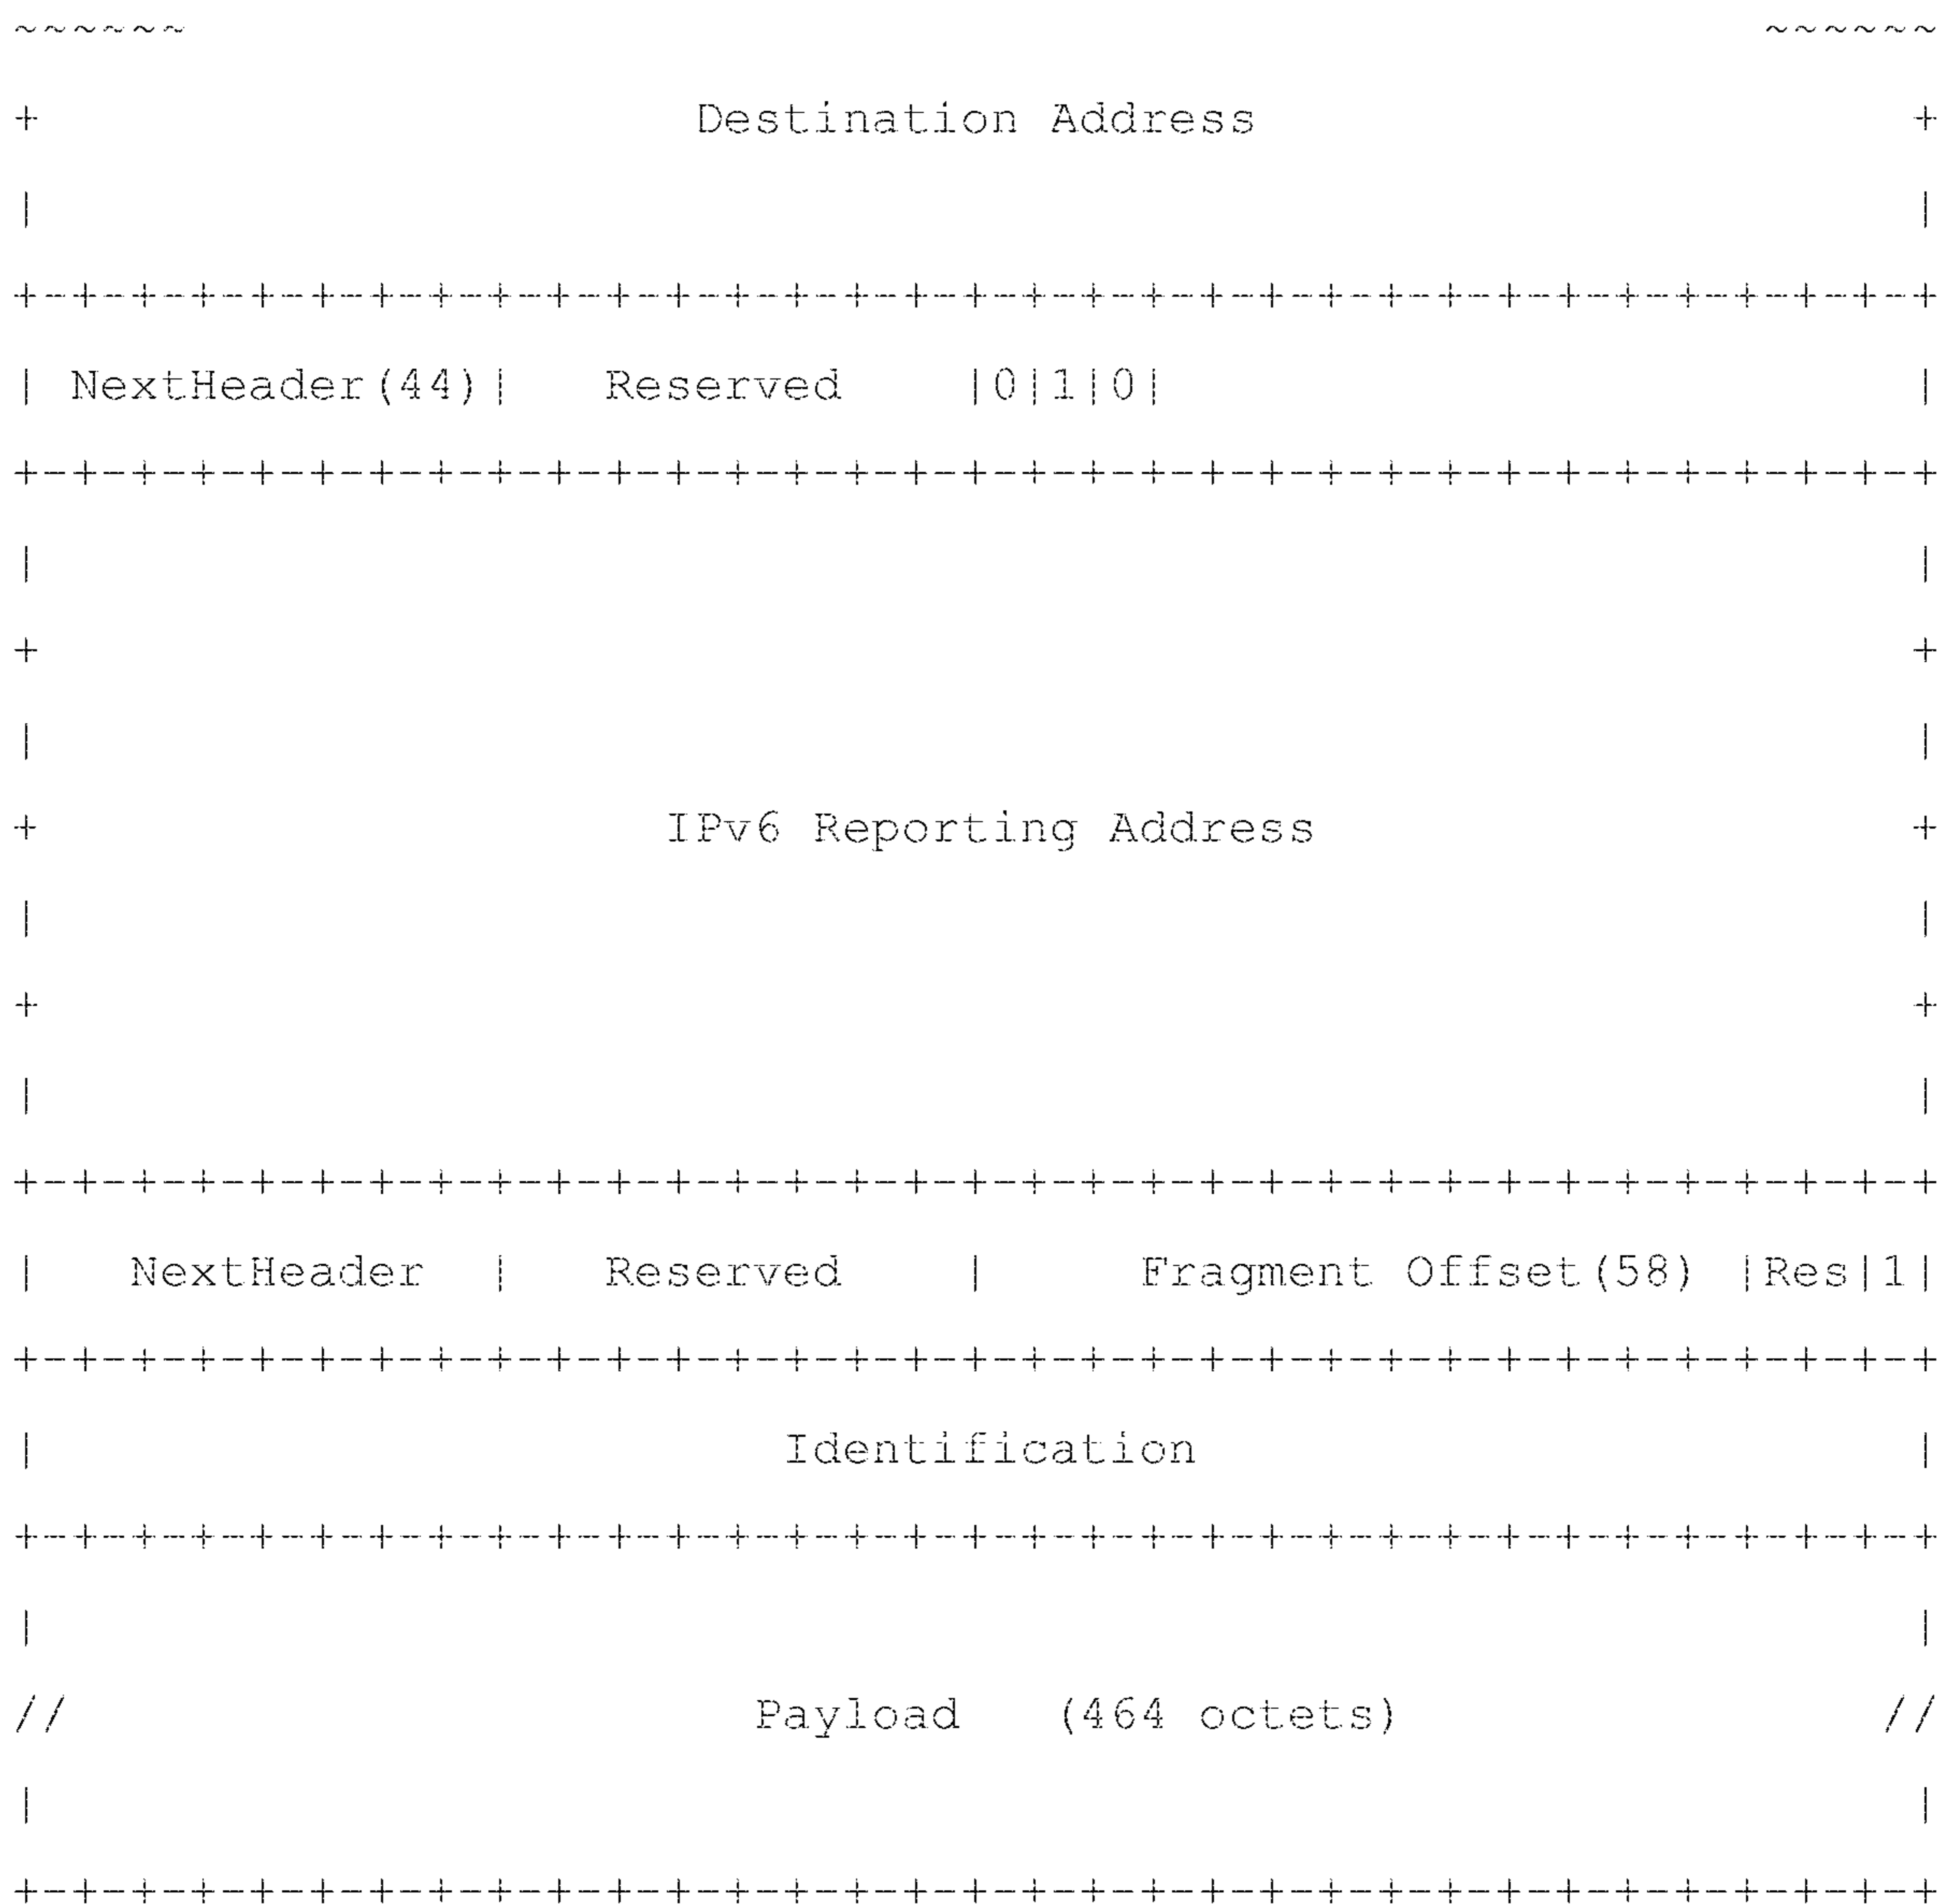 ~~~~~~                                                     ~~~~~~
+                      Destination Address                      +
|                                                               |
+-+-+-+-+-+-+-+-+-+-+-+-+-+-+-+-+-+-+-+-+-+-+-+-+-+-+-+-+-+-+-+-+
| NextHeader(44)|   Reserved    |0|1|0|                         |
+-+-+-+-+-+-+-+-+-+-+-+-+-+-+-+-+-+-+-+-+-+-+-+-+-+-+-+-+-+-+-+-+
|                                                               |
+                                                               +
|                                                               |
+                     IPv6 Reporting Address                    +
|                                                               |
+                                                               +
|                                                               |
+-+-+-+-+-+-+-+-+-+-+-+-+-+-+-+-+-+-+-+-+-+-+-+-+-+-+-+-+-+-+-+-+
|   NextHeader  |   Reserved    |     Fragment Offset(58) |Res|1|
+-+-+-+-+-+-+-+-+-+-+-+-+-+-+-+-+-+-+-+-+-+-+-+-+-+-+-+-+-+-+-+-+
|                         Identification                        |
+-+-+-+-+-+-+-+-+-+-+-+-+-+-+-+-+-+-+-+-+-+-+-+-+-+-+-+-+-+-+-+-+
|                                                               |
//                       Payload   (464 octets)                //
|                                                               |
+-+-+-+-+-+-+-+-+-+-+-+-+-+-+-+-+-+-+-+-+-+-+-+-+-+-+-+-+-+-+-+-+